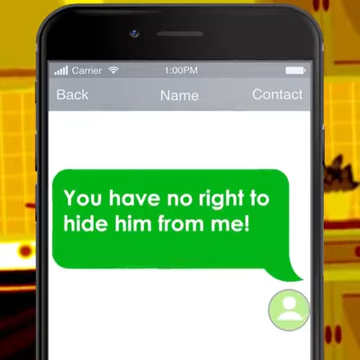 Carrier 1:00PM
Back Name Contact
You have no right to
hide him from me!